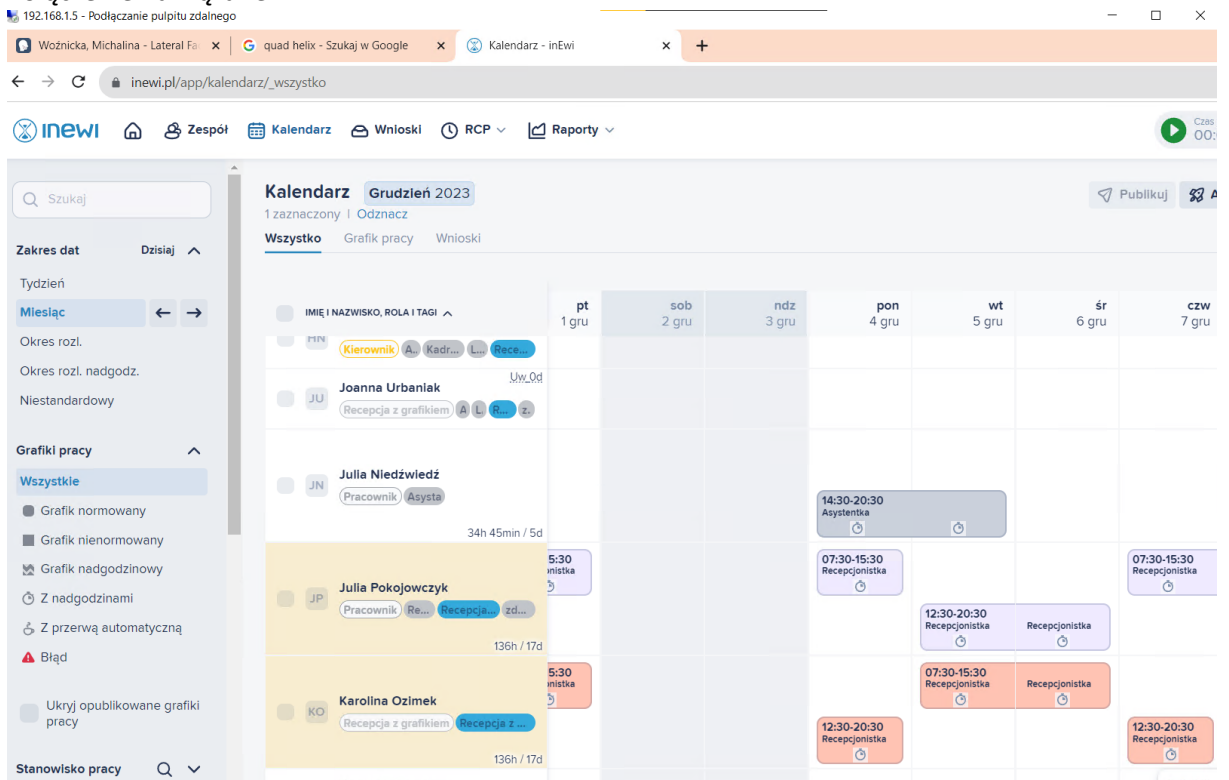 192.168.1.5 - Podłączanie pulpitu zdalnego
Woźnicka, Michalina - Lateral Fa
quad helix - Szukaj w Google
Kalendarz - inEwi
inewi.pl/app/kalendarz/_wszystko
inewi
Zespół
Kalendarz
Wnioski
RCP
Raporty
Czas
Szukaj
Zakres dat Dzisiaj
Tydzień
Miesiąc
Okres rozl.
Okres rozl. nadgodz.
Niestandardowy
Grafiki pracy
Wszystkie
Grafik normowany
Grafik nienormowany
Grafik nadgodzinowy
Z nadgodzinami
Z przerwą automatyczną
Błąd
Ukryj opublikowane grafiki
pracy
Stanowisko pracy
Kalendarz Grudzień 2023
Publikuj A
1 zaznaczony | Odznacz
Wszystko Grafik pracy Wnioski
IMIĘ I NAZWISKO, ROLA I TAGI
pt sob ndz pon wt śr czw
1 gru 2 gru 3 gru 4 gru 5 gru 6 gru 7 gru
HN
Kierownik A.. Kadr... L... Rece...
Uw_0d
JU Joanna Urbaniak
Recepcja z grafikiem A L. R... z.
JN Julia Niedźwiedź
Pracownik Asysta
34h 45min / 5d
14:30-20:30
Asystentka
JP Julia Pokojowczyk
Pracownik Re... Recepcja... zd...
136h / 17d
5:30
onistka
07:30-15:30
Recepcjonistka
12:30-20:30
Recepcjonistka Recepcjonistka
07:30-15:30
Recepcjonistka
KO Karolina Ozimek
Recepcja z grafikiem Recepcja z ...
136h / 17d
5:30
onistka
12:30-20:30
Recepcjonistka
07:30-15:30
Recepcjonistka Recepcjonistka
12:30-20:30
Recepcjonistka